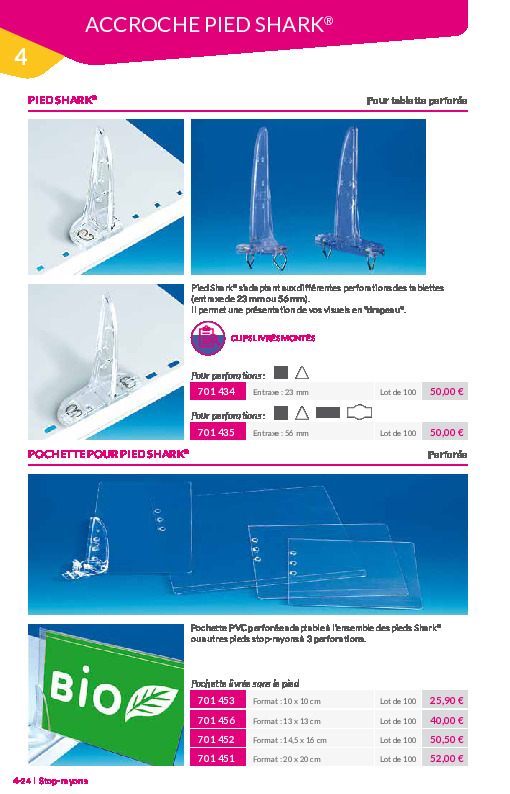 ACCROCHE PIED SHARK®
4
PIED SHARK®
Pour tablette perforée
Pied Shark® s'adaptant aux différentes perforations des tablettes
(entraxe de 23 mm ou 56 mm).
Il permet une présentation de vos visuels en "drapeau".
CLIPS LIVRÉS MONTÉS
Pour perforations :
701 434 Entraxe : 23 mm Lot de 100 50,00 €
Pour perforations :
701 435 Entraxe : 56 mm Lot de 100 50,00 €
POCHETTE POUR PIED SHARK®
Perforée
Pochette PVC perforée adaptable à l'ensemble des pieds Shark®
ou autres pieds stop-rayons à 3 perforations.
Bio
Pochette livrée sans le pied
701 453 Format : 10 x 10 cm Lot de 100 25,90 €
701 456 Format : 13 x 13 cm Lot de 100 40,00 €
701 452 Format : 14,5 x 16 cm Lot de 100 50,50 €
701 451 Format : 20 x 20 cm Lot de 100 52,00 €
4-24 I Stop-rayons